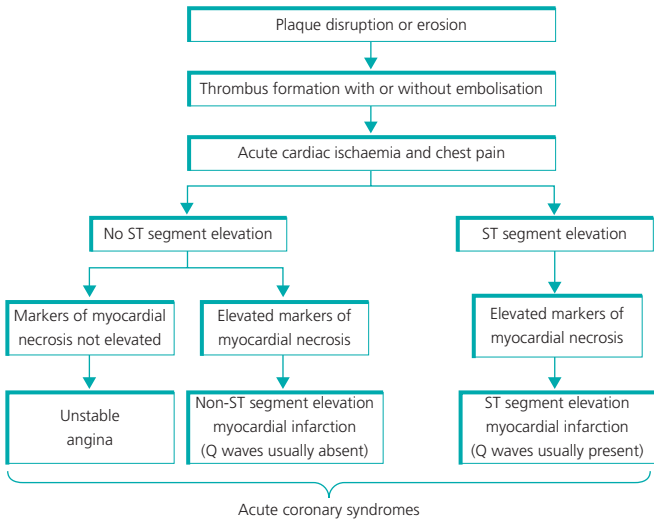 Plaque disruption or erosion
Thrombus formation with or without embolisation
Acute cardiac ischaemia and chest pain
No ST segment elevation
ST segment elevation
Markers of myocardial
necrosis not elevated
Elevated markers of
myocardial necrosis
Elevated markers of
myocardial necrosis
Unstable
angina
Non-ST segment elevation
myocardial infarction
(Q waves usually absent)
ST segment elevation
myocardial infarction
(Q waves usually present)
Acute coronary syndromes